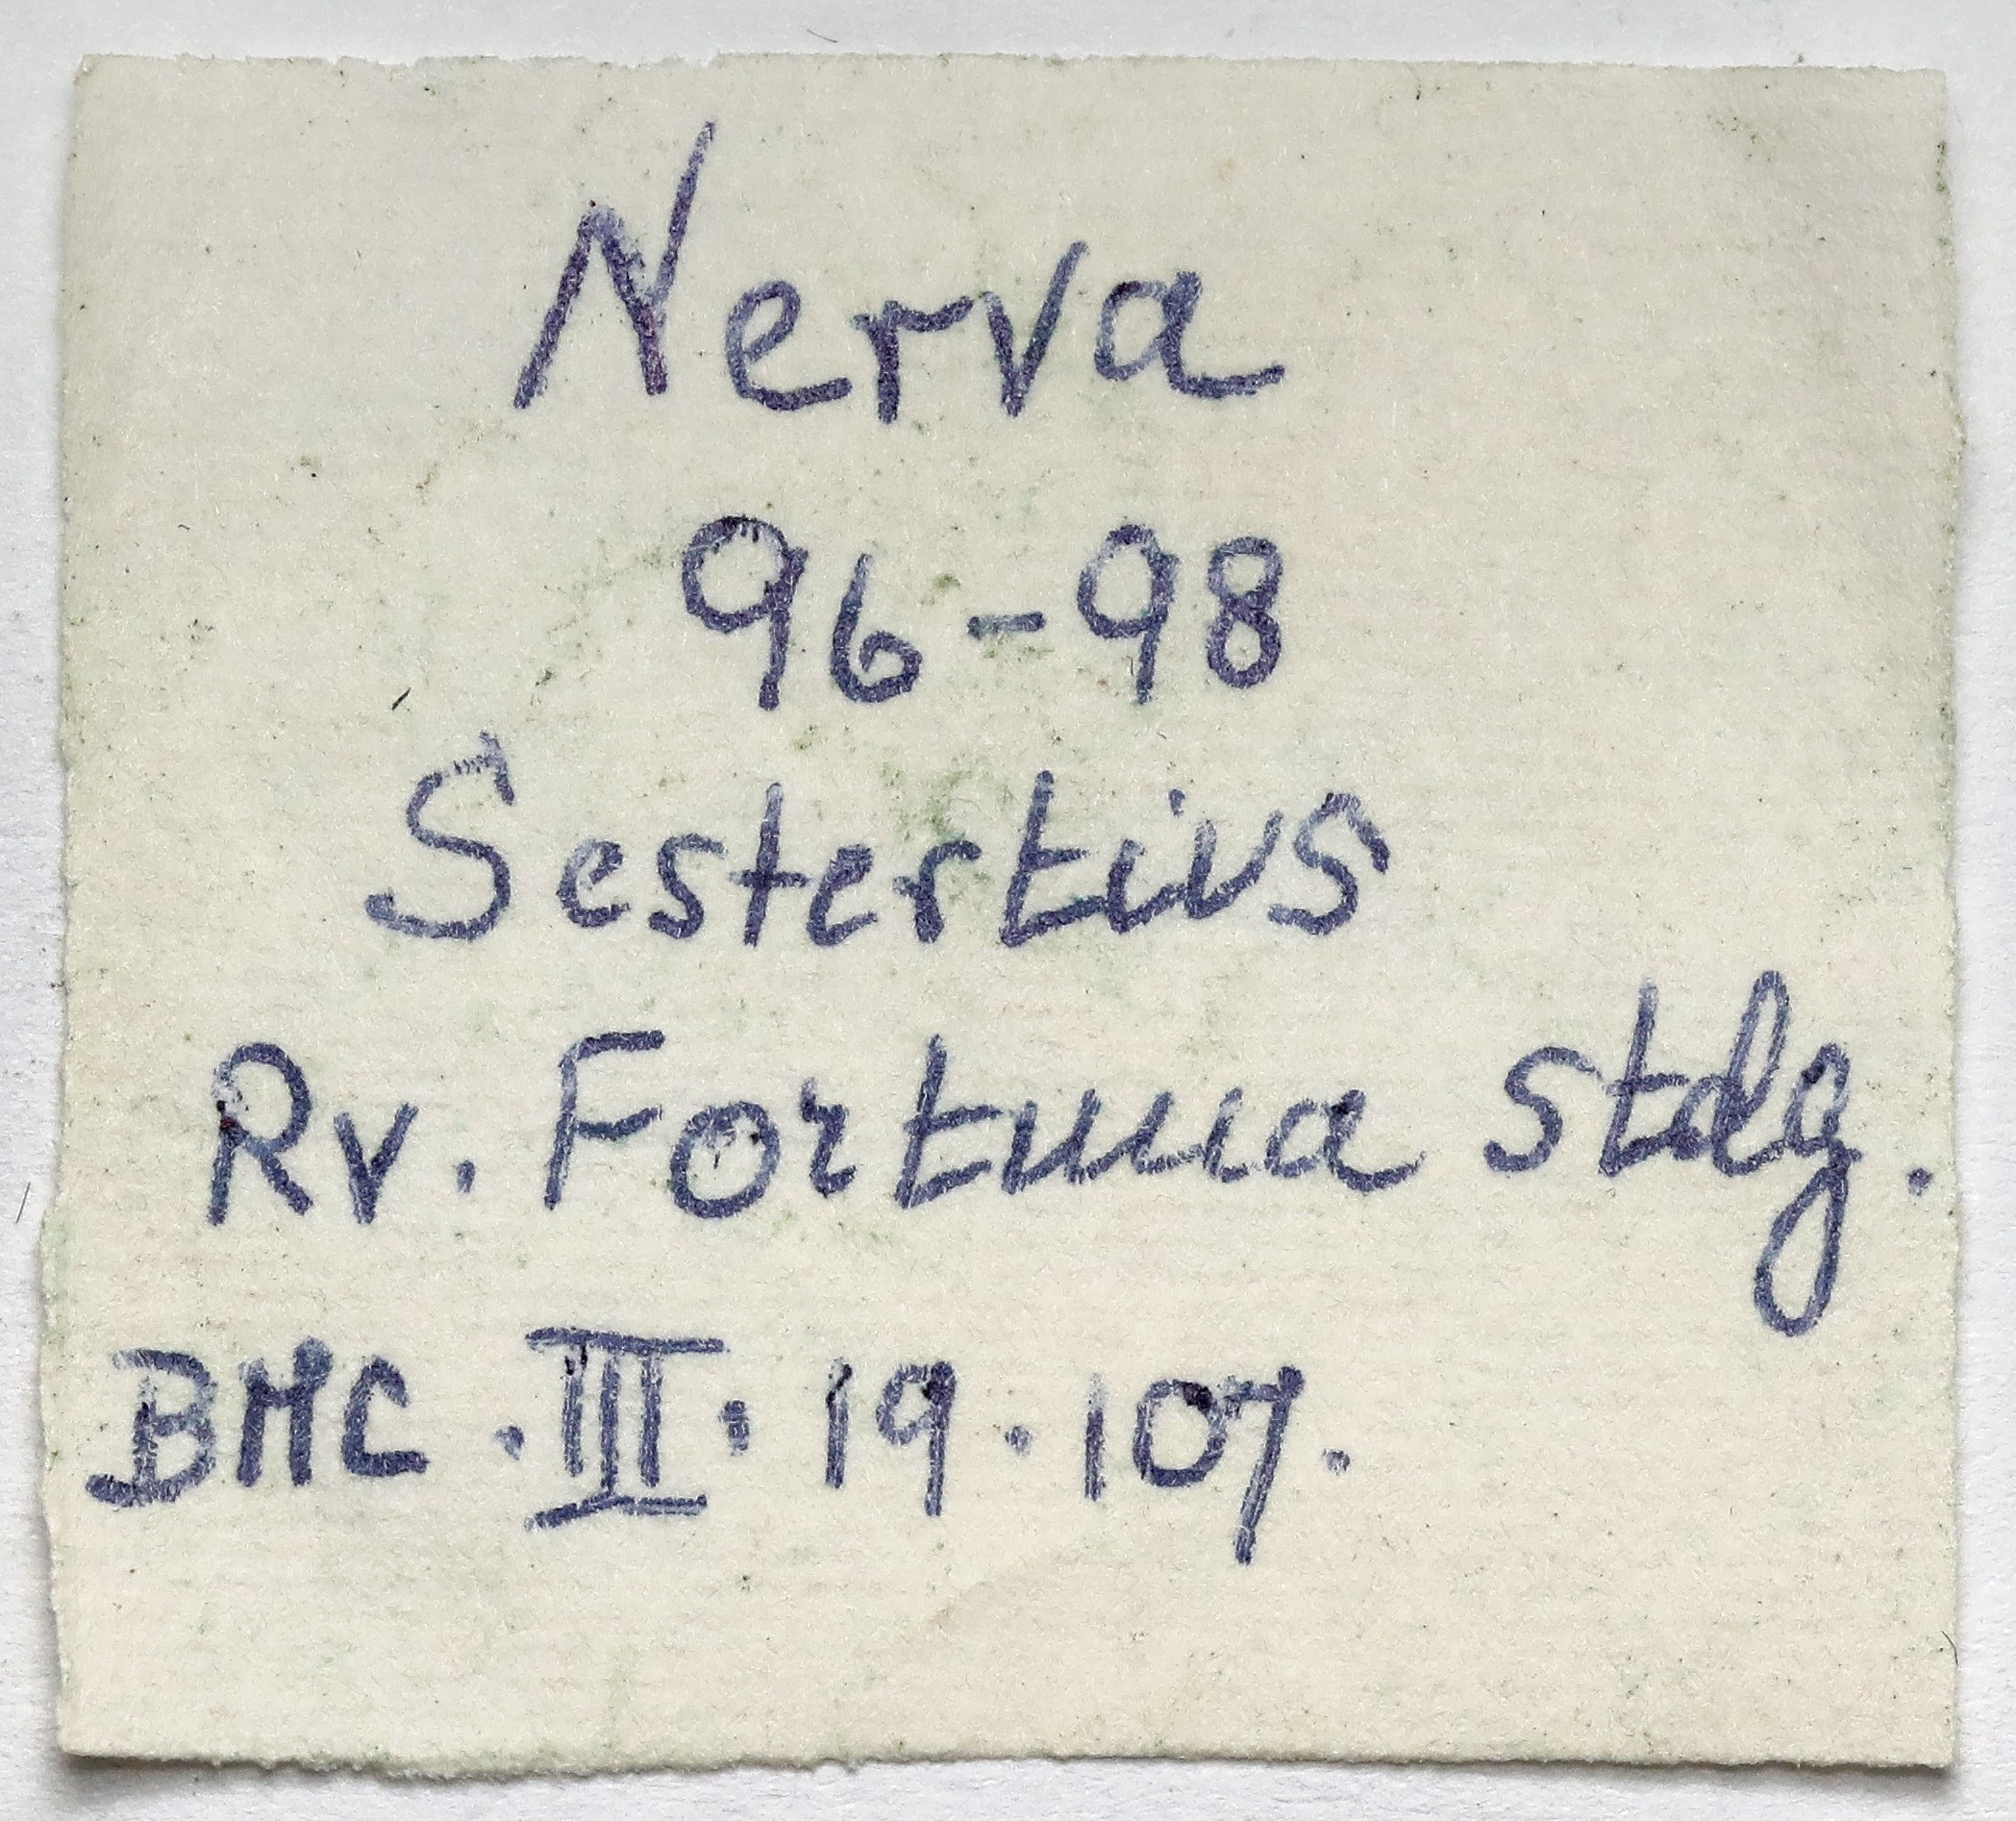 Nerva
96-98
Sestertius
Rv. Fortuna stdg.
BMC . III . 19 . 107.